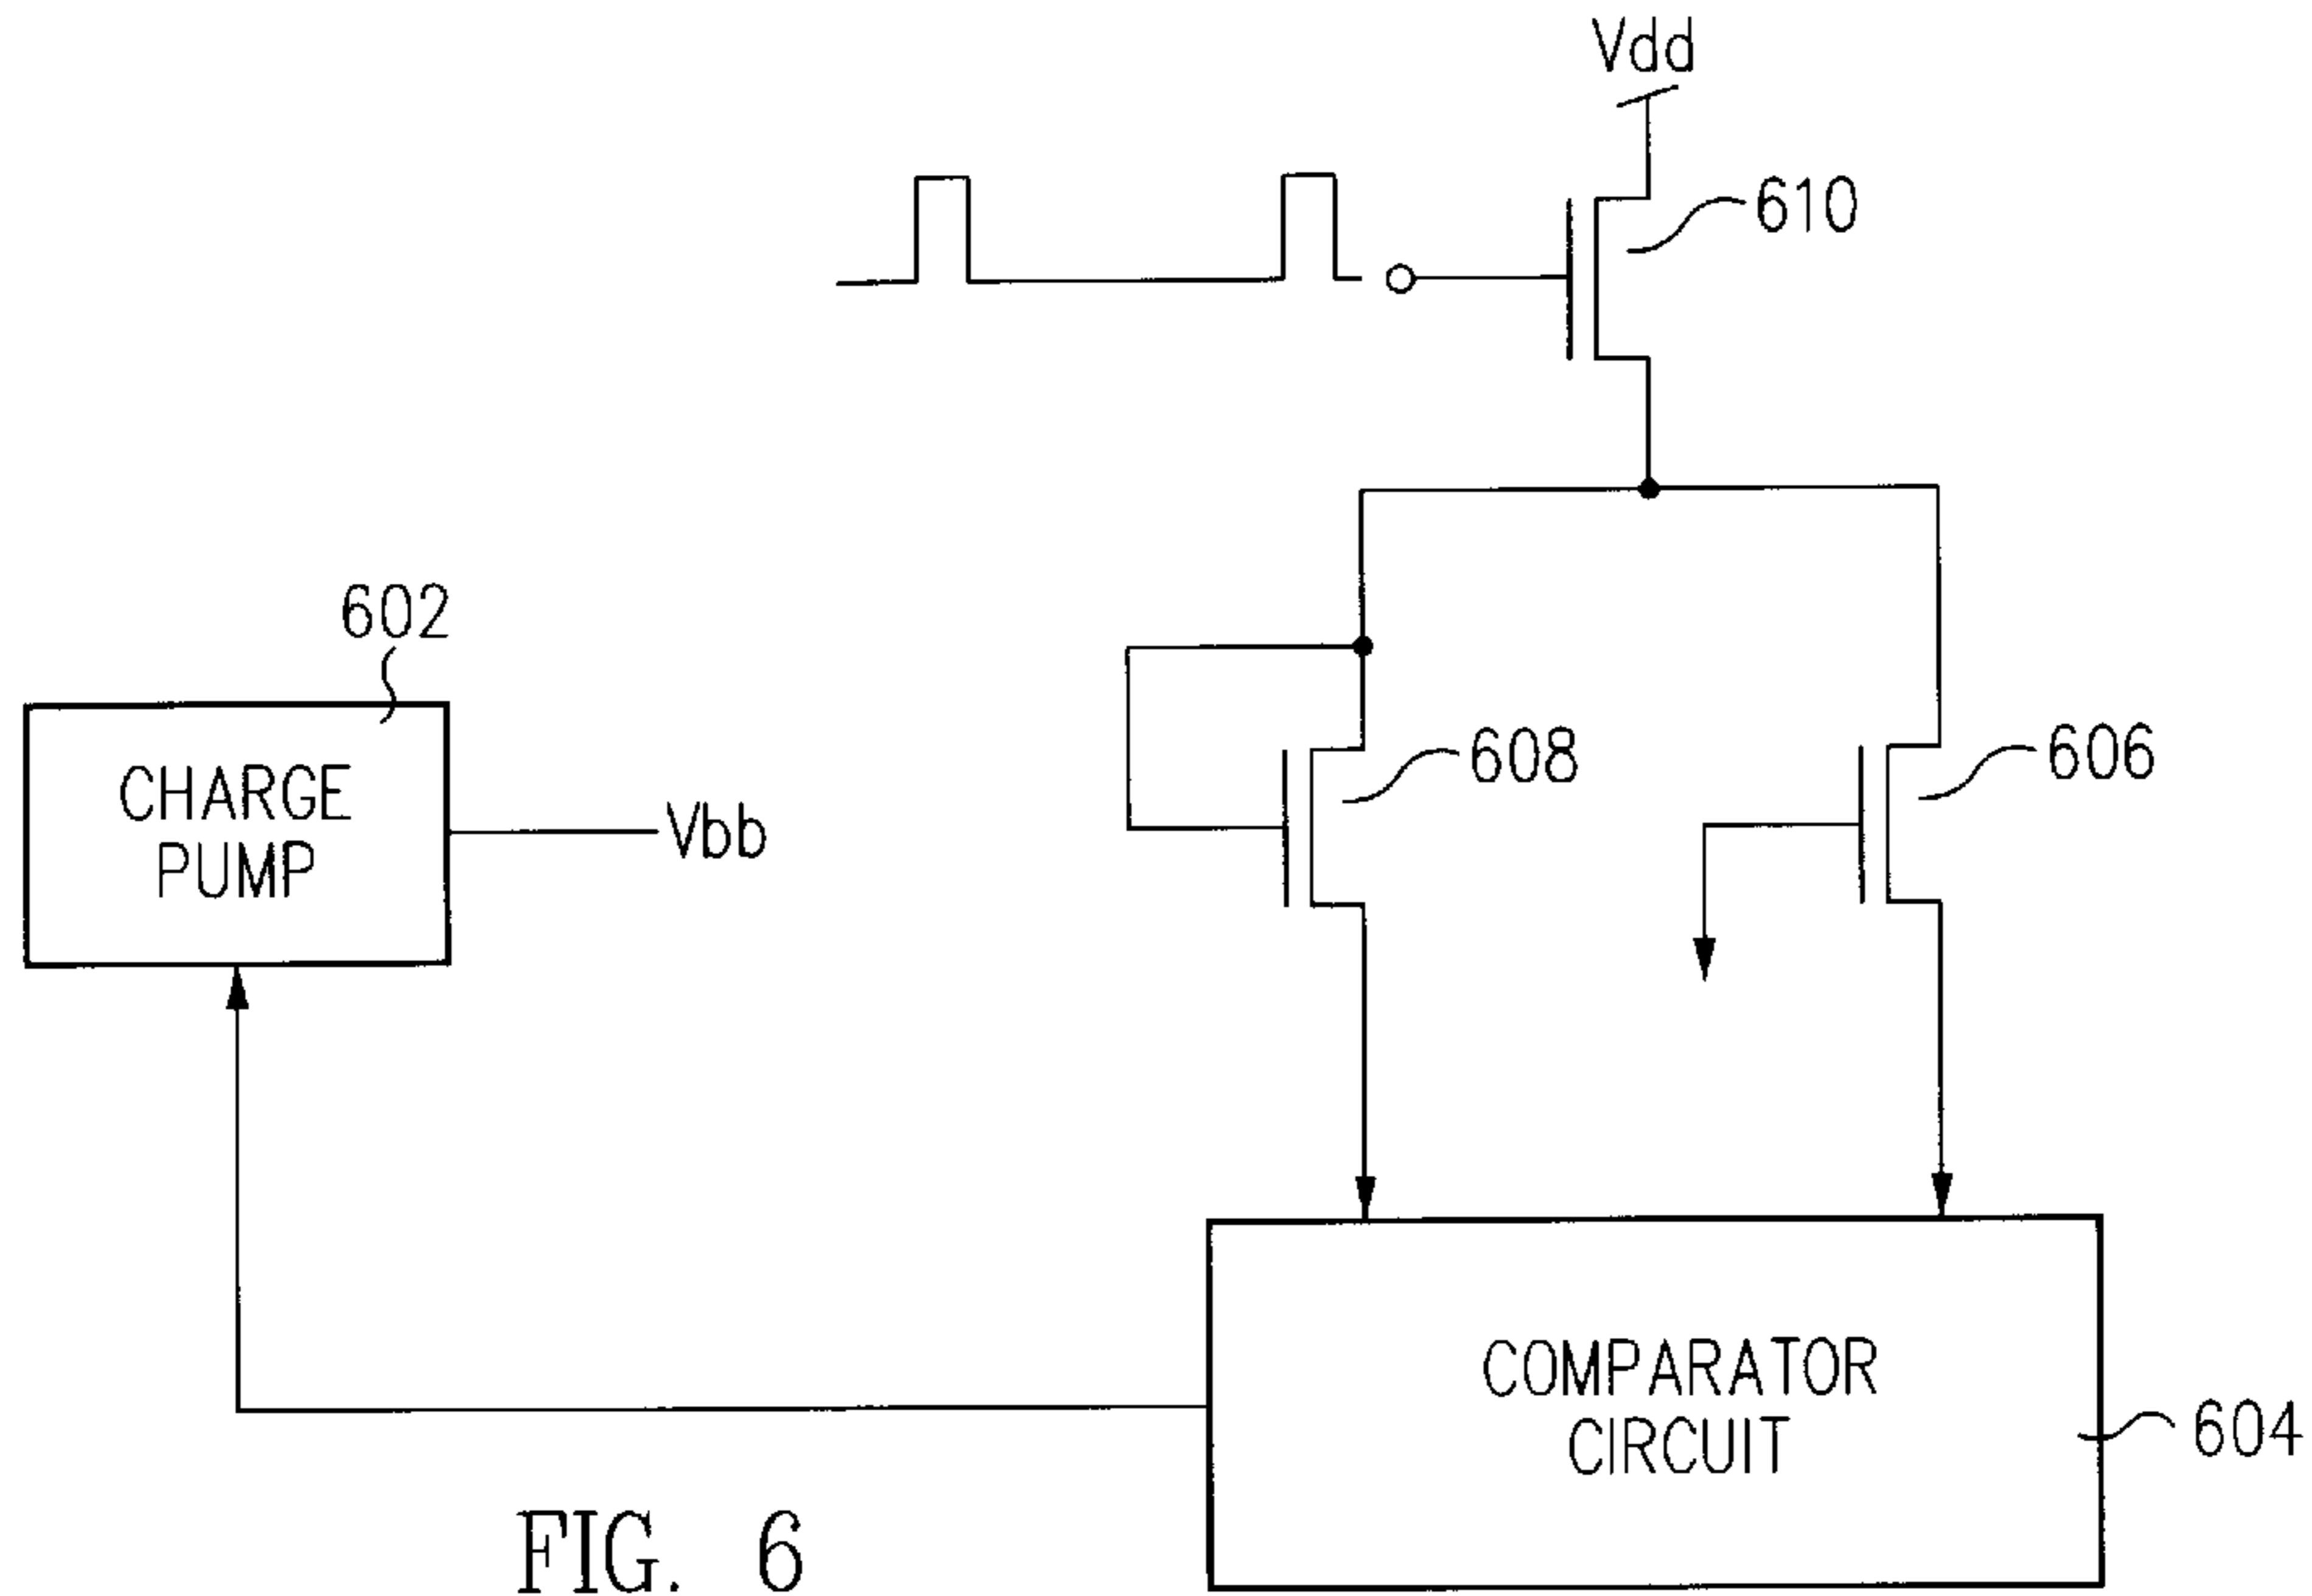 Vdd
610
602
608
606
CHARGE
PUMP
Vbb
COMPARATOR
CIRCUIT
604
FIG. 6